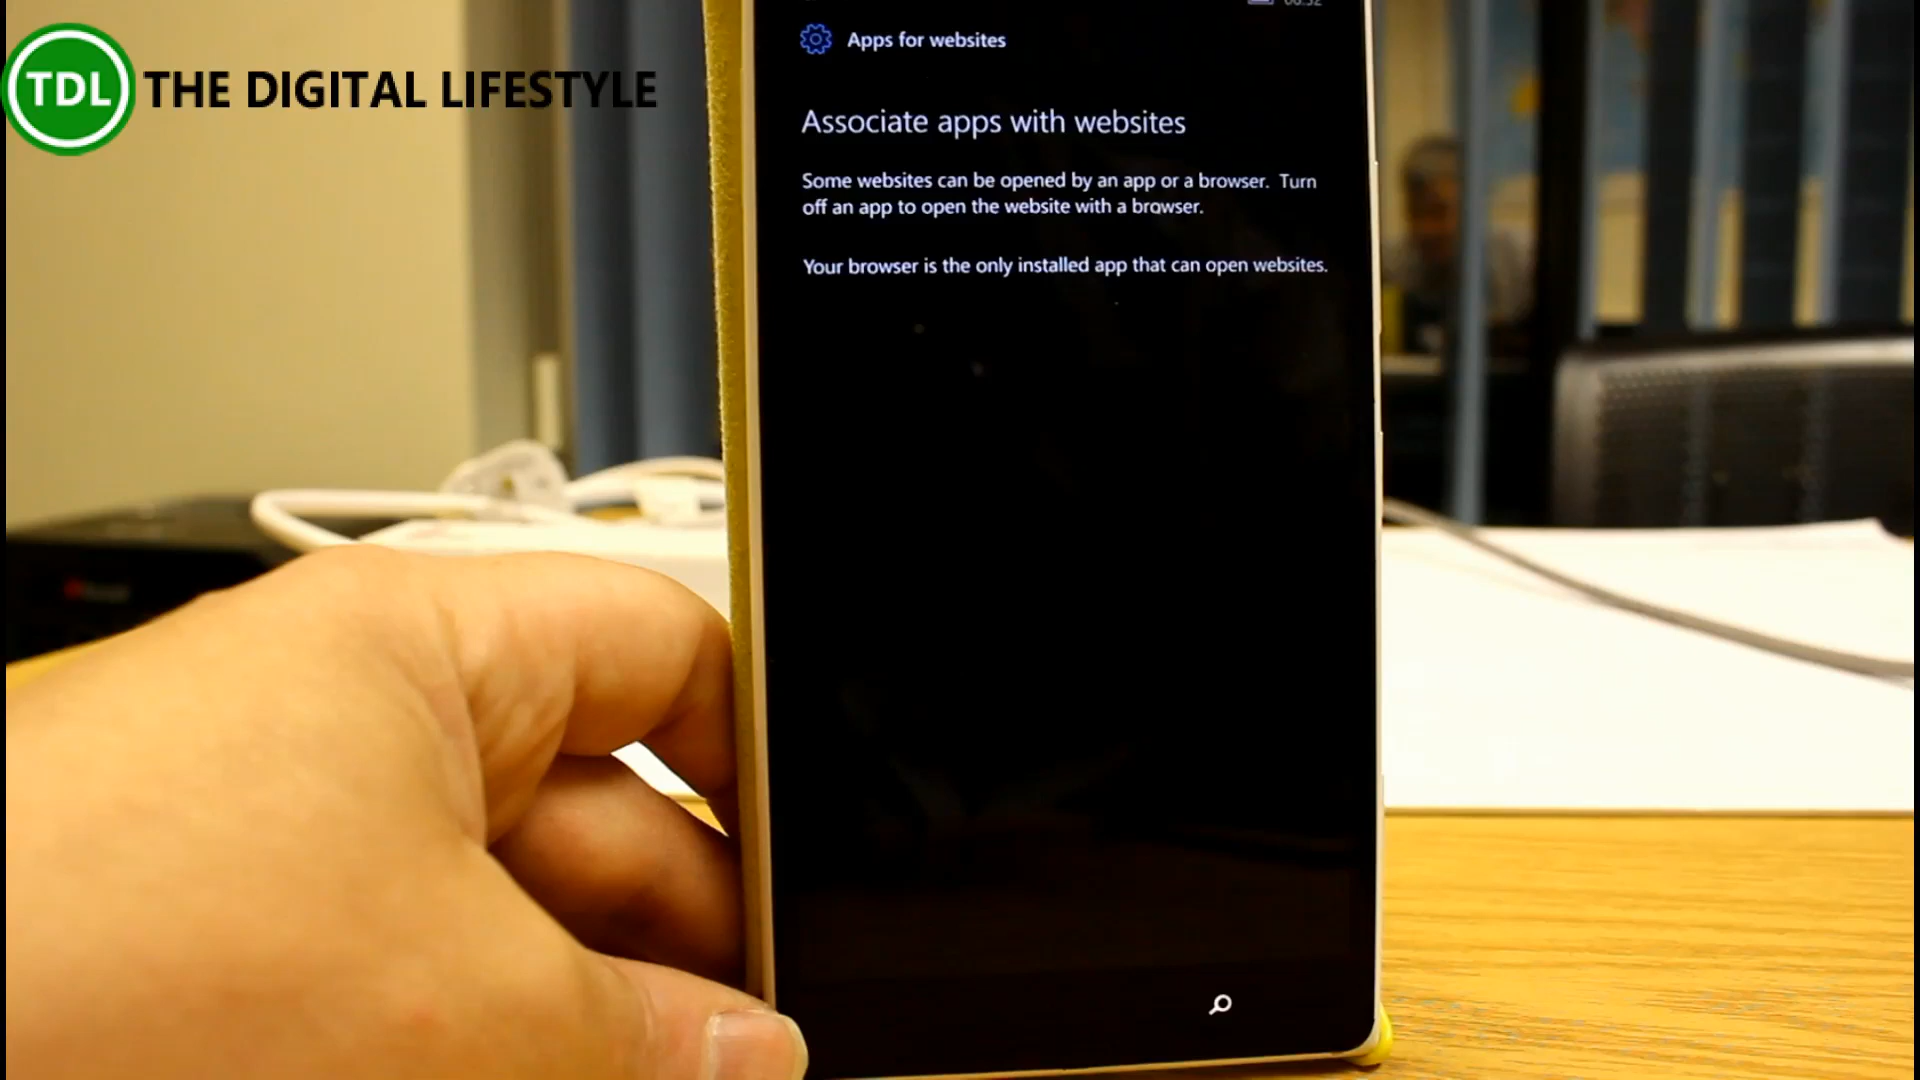 TDL THE DIGITAL LIFESTYLE
Apps for websites
Associate apps with websites
Some websites can be opened by an app or a browser. Turn
off an app to open the website with a browser.
Your browser is the only installed app that can open websites.